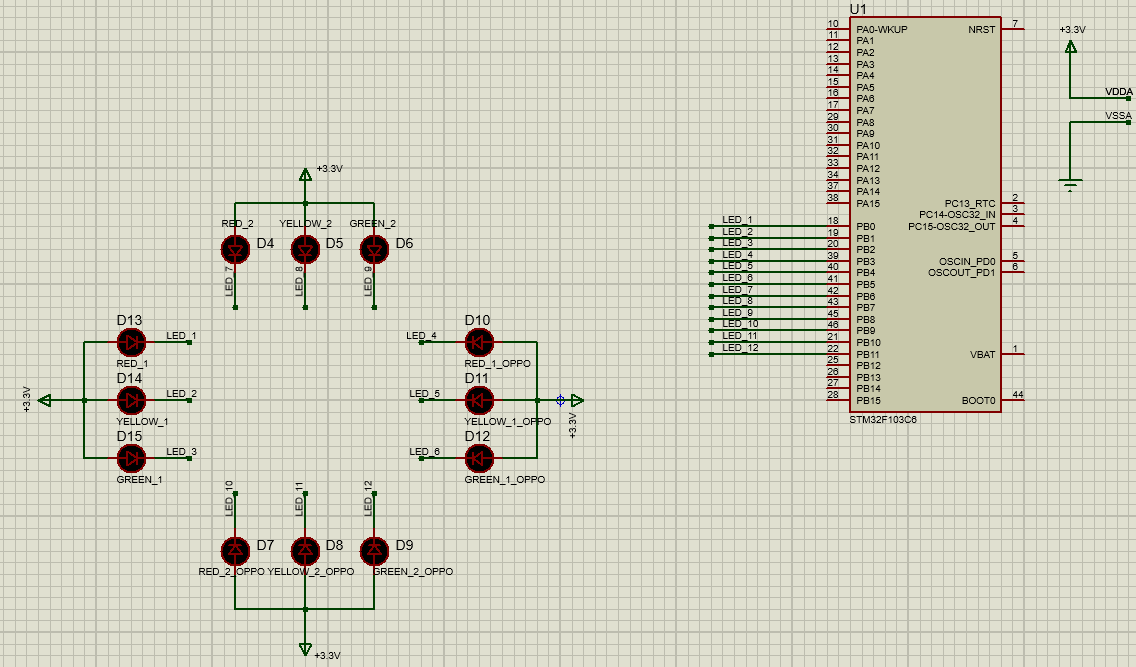 +3.3V
RED_2
YELLOW_2
GREEN_2
D4
D5
D6
LED_7
LED_8
LED_9
D13
LED_1
RED_1
D14
LED_2
YELLOW_1
D15
LED_3
GREEN_1
+3.3V
D10
LED_4
RED_1_OPPO
D11
LED_5
YELLOW_1_OPPO
D12
LED_6
GREEN_1_OPPO
+3.3V
LED_10
LED_11
LED_12
D7
D8
D9
RED_2_OPPO
YELLOW_2_OPPO
GREEN_2_OPPO
+3.3V
LED_1
LED_2
LED_3
LED_4
LED_5
LED_6
LED_7
LED_8
LED_9
LED_10
LED_11
LED_12
U1
10 PA0-WKUP
11 PA1
12 PA2
13 PA3
14 PA4
15 PA5
16 PA6
17 PA7
29 PA8
30 PA9
31 PA10
32 PA11
33 PA12
34 PA13
37 PA14
38 PA15
18 PB0
19 PB1
20 PB2
39 PB3
40 PB4
41 PB5
42 PB6
43 PB7
45 PB8
46 PB9
21 PB10
22 PB11
25 PB12
26 PB13
27 PB14
28 PB15
NRST 7
PC13_RTC 2
PC14-OSC32_IN 3
PC15-OSC32_OUT 4
OSCIN_PD0 5
OSCOUT_PD1 6
VBAT 1
BOOT0 44
STM32F103C6
+3.3V
VDDA
VSSA